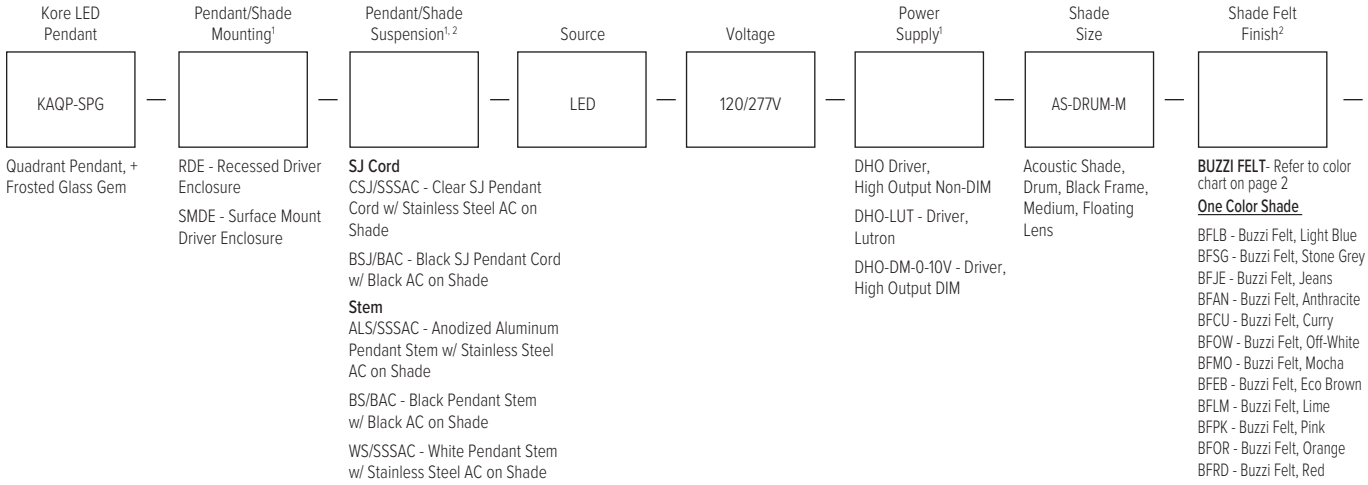 Kore LED
Pendant
KAQP-SPG
Quadrant Pendant, +
Frosted Glass Gem
—
Pendant/Shade
Mounting¹
RDE - Recessed Driver
Enclosure
SMDE - Surface Mount
Driver Enclosure
—
Pendant/Shade
Suspension¹, ²
SJ Cord
CSJ/SSSAC - Clear SJ Pendant
Cord w/ Stainless Steel AC on
Shade
BSJ/BAC - Black SJ Pendant Cord
w/ Black AC on Shade
Stem
ALS/SSSAC - Anodized Aluminum
Pendant Stem w/ Stainless Steel
AC on Shade
BS/BAC - Black Pendant Stem
w/ Black AC on Shade
WS/SSSAC - White Pendant Stem
w/ Stainless Steel AC on Shade
—
Source
LED
—
Voltage
120/277V
—
Power
Supply¹
DHO Driver,
High Output Non-DIM
DHO-LUT - Driver,
Lutron
DHO-DM-0-10V - Driver,
High Output DIM
—
Shade
Size
AS-DRUM-M
Acoustic Shade,
Drum, Black Frame,
Medium, Floating
Lens
—
Shade Felt
Finish²
BUZZI FELT- Refer to color
chart on page 2
One Color Shade
BFLB - Buzzi Felt, Light Blue
BFSG - Buzzi Felt, Stone Grey
BFJE - Buzzi Felt, Jeans
BFAN - Buzzi Felt, Anthracite
BFCU - Buzzi Felt, Curry
BFOW - Buzzi Felt, Off-White
BFMO - Buzzi Felt, Mocha
BFEB - Buzzi Felt, Eco Brown
BFLM - Buzzi Felt, Lime
BFPK - Buzzi Felt, Pink
BFOR - Buzzi Felt, Orange
BFRD - Buzzi Felt, Red
—